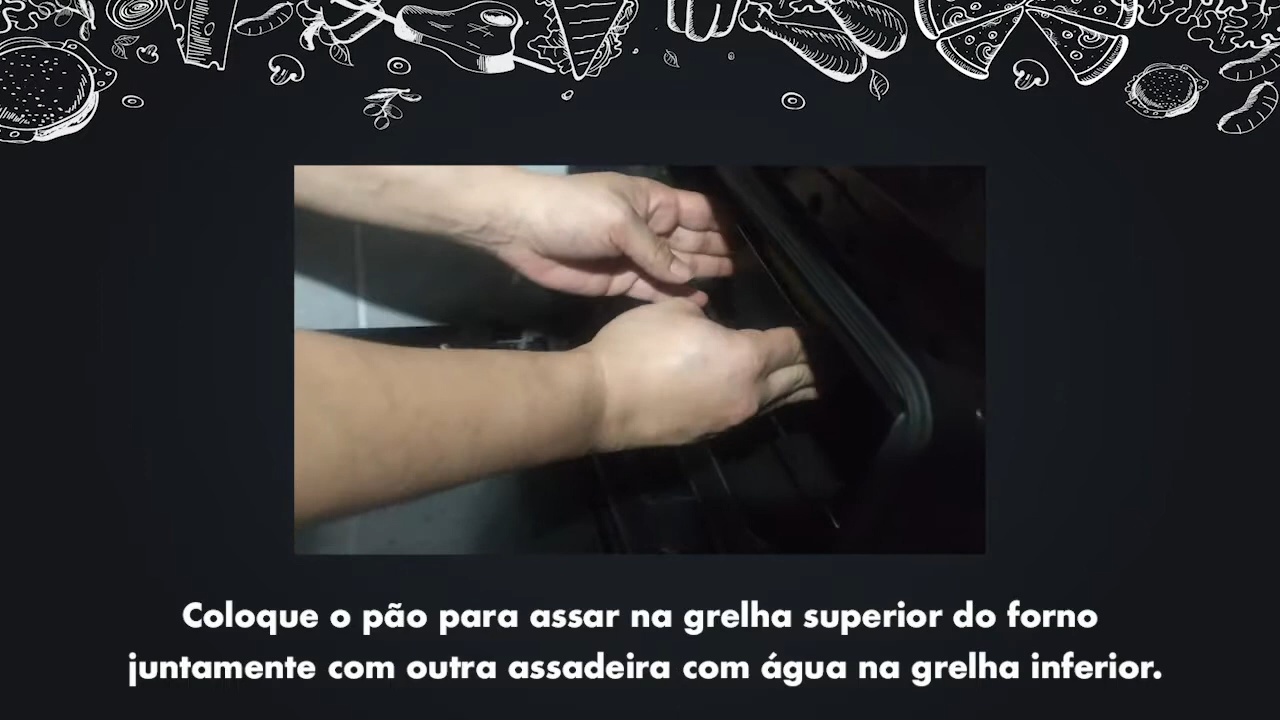 Coloque o pão para assar na grelha superior do forno
juntamente com outra assadeira com água na grelha inferior.